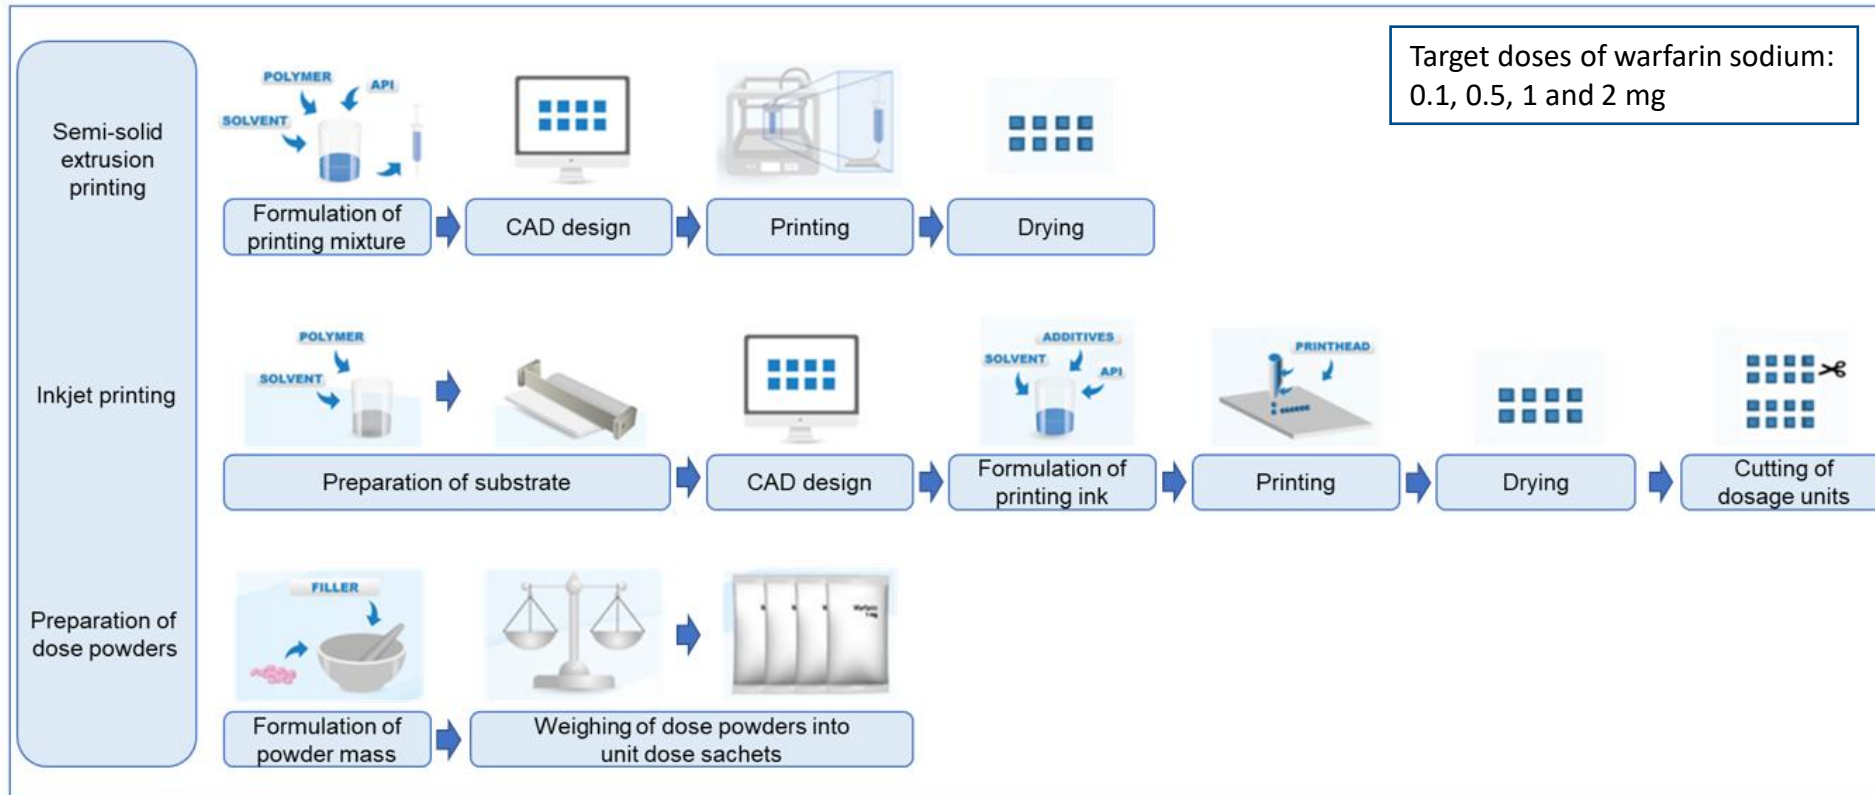 Target doses of warfarin sodium:
0.1, 0.5, 1 and 2 mg
Semi-solid
extrusion
printing
POLYMER
API
SOLVENT
Formulation of
printing mixture
CAD design
Printing
Drying
Inkjet printing
POLYMER
SOLVENT
Preparation of substrate
CAD design
ADDITIVES
SOLVENT
API
Formulation of
printing ink
PRINTHEAD
Printing
Drying
Cutting of
dosage units
Preparation of
dose powders
FILLER
Formulation of
powder mass
Warfarin
1 mg
Weighing of dose powders into
unit dose sachets